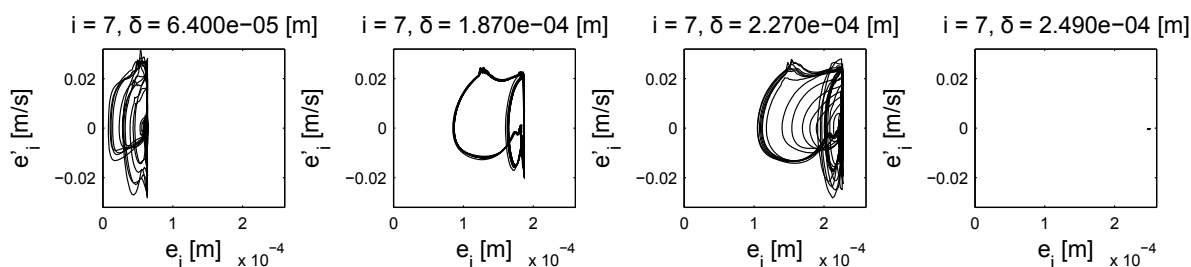 i = 7, δ = 6.400e−05 [m]
0.02
0
−0.02
e'i [m/s]
0 1 2
ei [m] x 10−4
i = 7, δ = 1.870e−04 [m]
0.02
0
−0.02
e'i [m/s]
0 1 2
ei [m] x 10−4
i = 7, δ = 2.270e−04 [m]
0.02
0
−0.02
e'i [m/s]
0 1 2
ei [m] x 10−4
i = 7, δ = 2.490e−04 [m]
0.02
0
−0.02
e'i [m/s]
0 1 2
ei [m] x 10−4